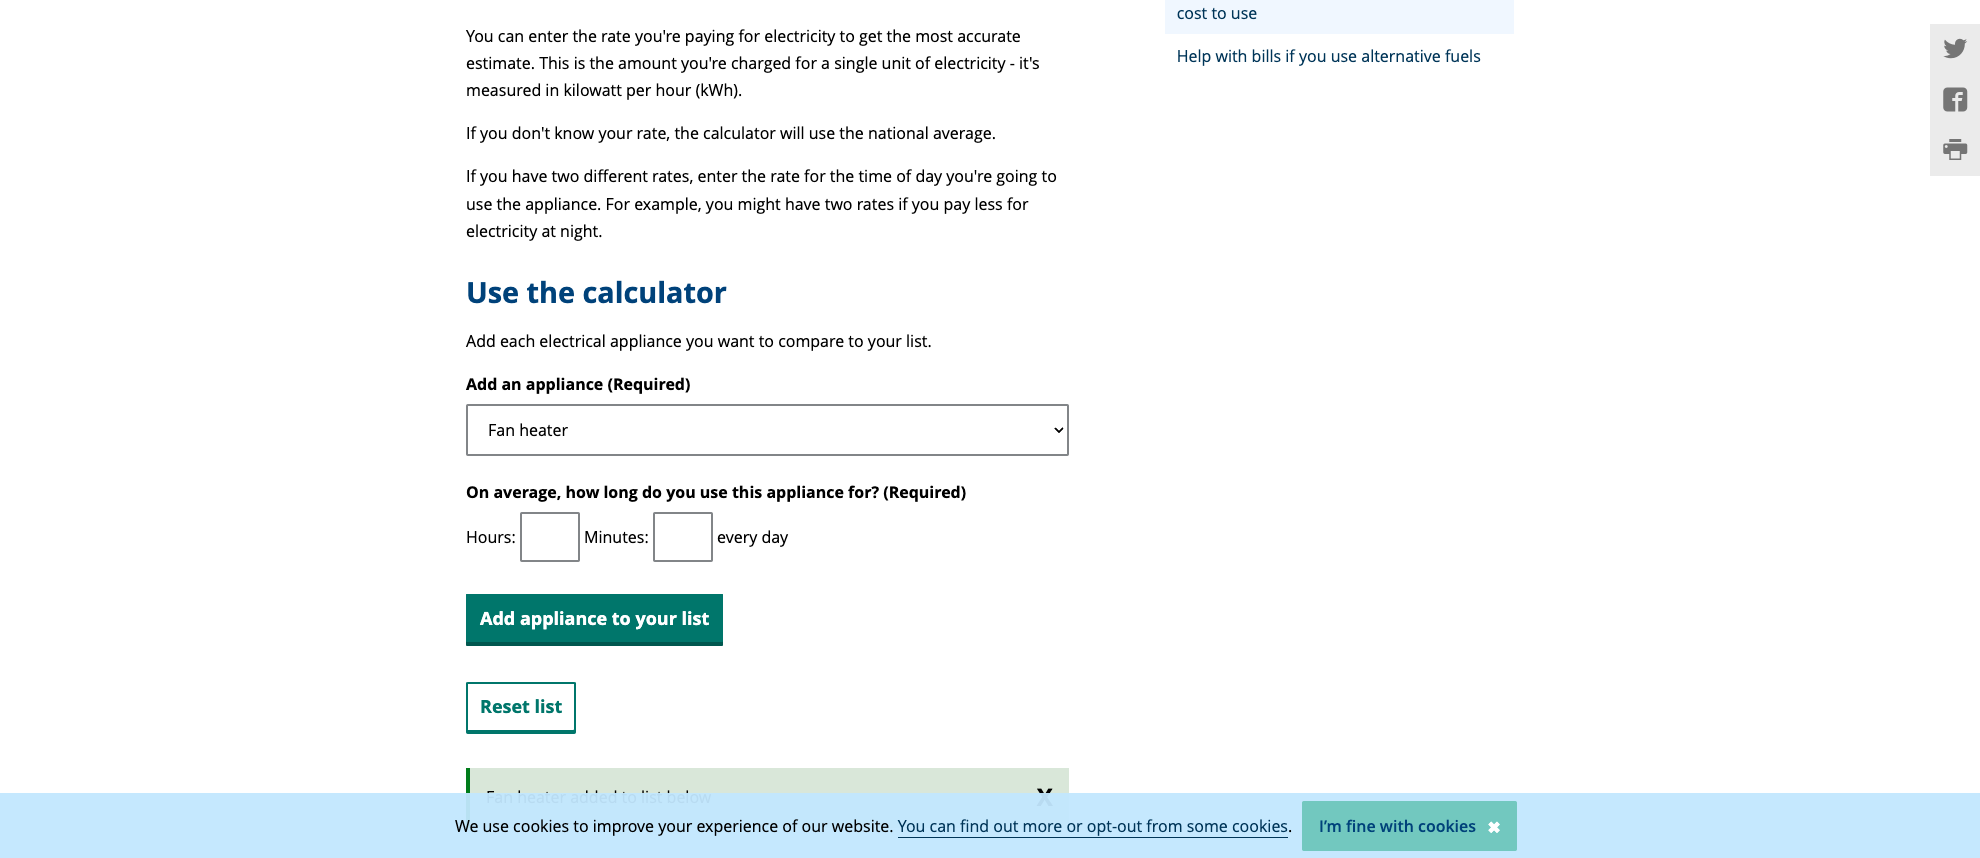 cost to use
Help with bills if you use alternative fuels
You can enter the rate you're paying for electricity to get the most accurate
estimate. This is the amount you're charged for a single unit of electricity - it's
measured in kilowatt per hour (kWh).
If you don't know your rate, the calculator will use the national average.
If you have two different rates, enter the rate for the time of day you're going to
use the appliance. For example, you might have two rates if you pay less for
electricity at night.
Use the calculator
Add each electrical appliance you want to compare to your list.
Add an appliance (Required)
Fan heater
On average, how long do you use this appliance for? (Required)
Hours: Minutes: every day
Add appliance to your list
Reset list
Fan heater added to list below X
We use cookies to improve your experience of our website. You can find out more or opt-out from some cookies. I'm fine with cookies ✖